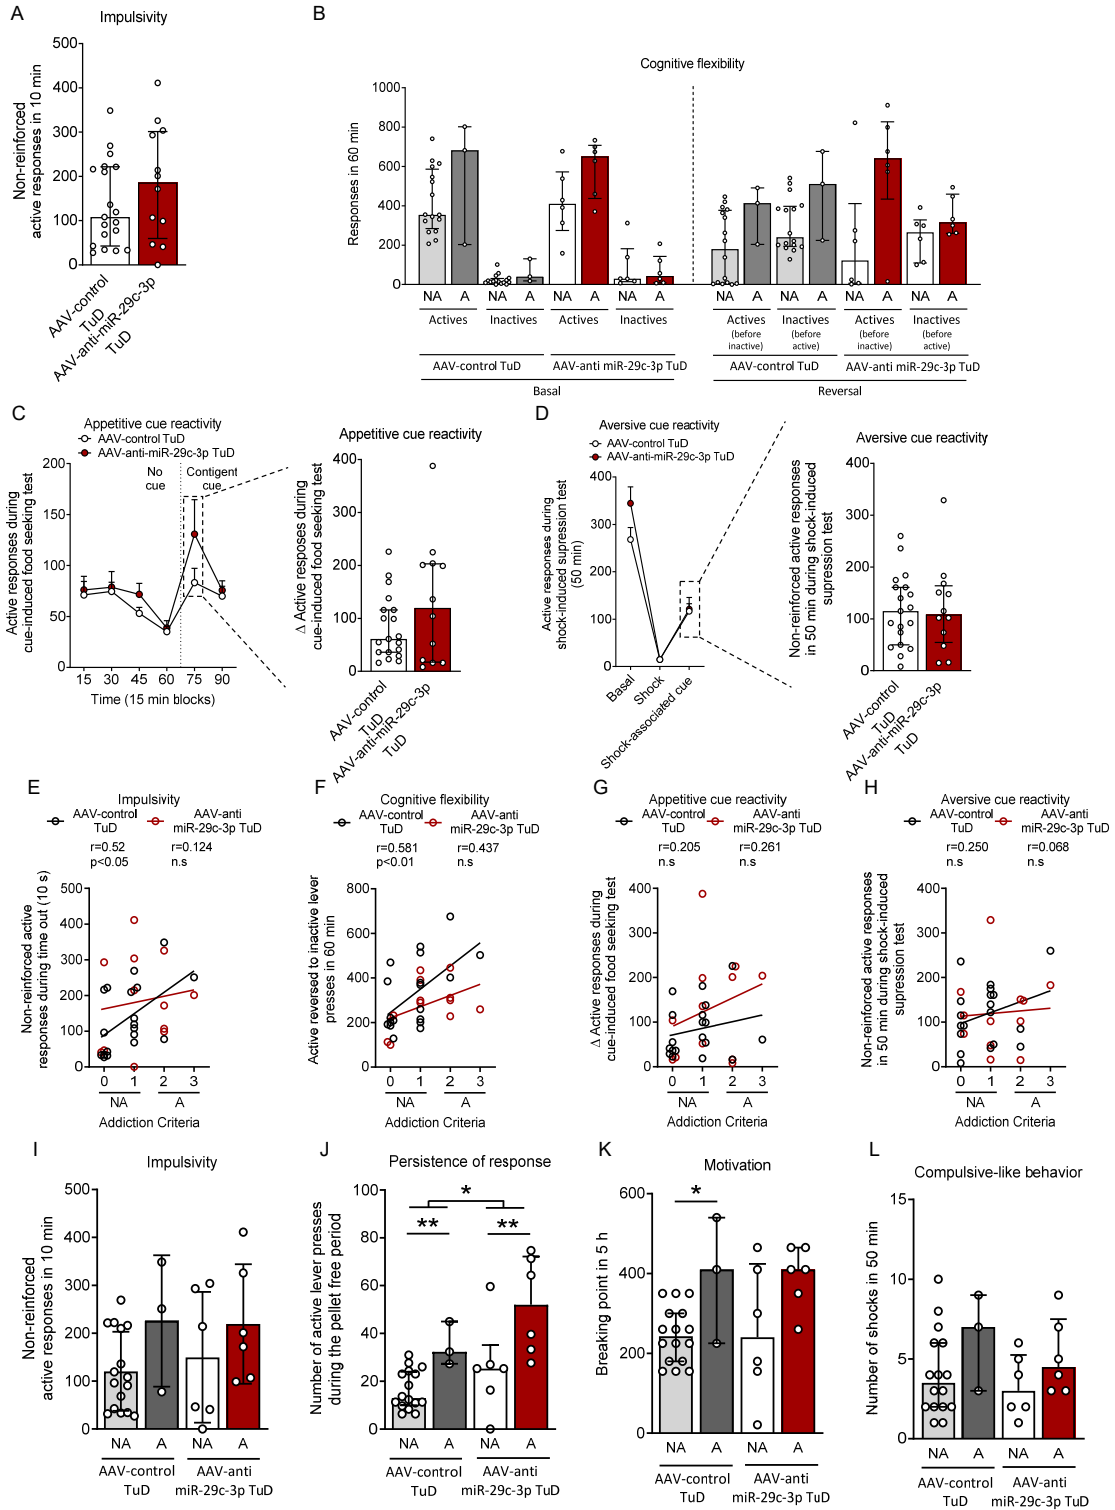 A
Impulsivity
Non-reinforced
active responses in 10 min
500
400
300
200
100
0
AAV-control
TuD
AAV-anti-miR-29c-3p
TuD
B
Cognitive flexibility
Responses in 60 min
1000
800
600
400
200
0
NA A NA A NA A NA A NA A NA A NA A NA A
Actives Inactives Actives Inactives Actives Inactives Actives Inactives
(before inactive) (before active) (before inactive) (before active)
AAV-control TuD AAV-anti miR-29c-3p TuD AAV-control TuD AAV-anti miR-29c-3p TuD
Basal Reversal
C
Appetitive cue reactivity
AAV-control TuD
AAV-anti-miR-29c-3p TuD
No cue
Contigent cue
Active responses during
cue-induced food seeking test
200
150
100
50
0
15 30 45 60 75 90
Time (15 min blocks)
Appetitive cue reactivity
Δ Active resposes during
cue-induced food seeking test
400
300
200
100
0
AAV-control
TuD
AAV-anti-miR-29c-3p
TuD
D
Aversive cue reactivity
AAV-control TuD
AAV-anti-miR-29c-3p TuD
Active responses during
shock-induced supression test
(50 min)
400
300
200
100
0
Basal
Shock
Shock-associated cue
Aversive cue reactivity
Non-reinforced active responses
in 50 min during shock-induced
supression test
400
300
200
100
0
AAV-control
TuD
AAV-anti-miR-29c-3p
TuD
E
Impulsivity
AAV-control
TuD
AAV-anti
miR-29c-3p TuD
r=0.52
p<0.05
r=0.124
n.s
Non-reinforced active
responses during time out (10 s)
500
400
300
200
100
0
0 1 2 3
NA A
Addiction Criteria
F
Cognitive flexibility
AAV-control
TuD
AAV-anti
miR-29c-3p TuD
r=0.581
p<0.01
r=0.437
n.s
Active reversed to inactive lever
presses in 60 min
800
600
400
200
0
0 1 2 3
NA A
Addiction Criteria
G
Appetitive cue reactivity
AAV-control
TuD
AAV-anti
miR-29c-3p TuD
r=0.205
n.s
r=0.261
n.s
Δ Active responses during
cue-induced food seeking test
400
300
200
100
0
0 1 2 3
NA A
Addiction Criteria
H
Aversive cue reactivity
AAV-control
TuD
AAV-anti
miR-29c-3p TuD
r=0.250
n.s
r=0.068
n.s
Non-reinforced active responses
in 50 min during shock-induced
supression test
400
300
200
100
0
0 1 2 3
NA A
Addiction Criteria
I
Impulsivity
Non-reinforced
active responses in 10 min
500
400
300
200
100
0
NA A NA A
AAV-control
TuD
AAV-anti
miR-29c-3p TuD
J
Persistence of response
Number of active lever presses
during the pellet free period
100
80
60
40
20
0
*
** **
NA A NA A
AAV-control
TuD
AAV-anti
miR-29c-3p TuD
K
Motivation
Breaking point in 5 h
600
400
200
0
*
NA A NA A
AAV-control
TuD
AAV-anti
miR-29c-3p TuD
L
Compulsive-like behavior
Number of shocks in 50 min
15
10
5
0
NA A NA A
AAV-control
TuD
AAV-anti
miR-29c-3p TuD